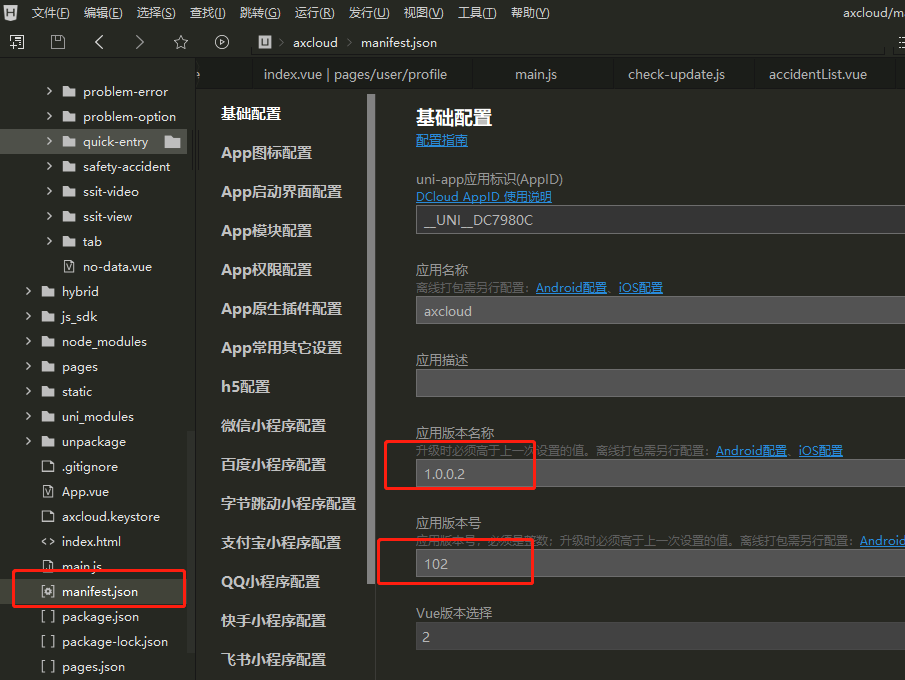 H 文件(F) 编辑(E) 选择(S) 查找(I) 跳转(G) 运行(R) 发行(U) 视图(V) 工具(T) 帮助(Y) axcloud/ma
U axcloud manifest.json
e index.vue | pages/user/profile main.js check-update.js accidentList.vue
problem-error
problem-option
quick-entry
safety-accident
ssit-video
ssit-view
tab
no-data.vue
hybrid
js_sdk
node_modules
pages
static
uni_modules
unpackage
.gitignore
App.vue
axcloud.keystore
index.html
main.js
manifest.json
package.json
package-lock.json
pages.json
基础配置
App图标配置
App启动界面配置
App模块配置
App权限配置
App原生插件配置
App常用其它设置
h5配置
微信小程序配置
百度小程序配置
字节跳动小程序配置
支付宝小程序配置
QQ小程序配置
快手小程序配置
飞书小程序配置
基础配置
配置指南
uni-app应用标识(AppID)
DCloud AppID 使用说明
__UNI__DC7980C
应用名称
离线打包需另行配置：Android配置、iOS配置
axcloud
应用描述
应用版本名称
升级时必须高于上一次设置的值。离线打包需另行配置：Android配置、iOS配置
1.0.0.2
应用版本号
应用版本号，必须是整数；升级时必须高于上一次设置的值。离线打包需另行配置：Android
102
Vue版本选择
2